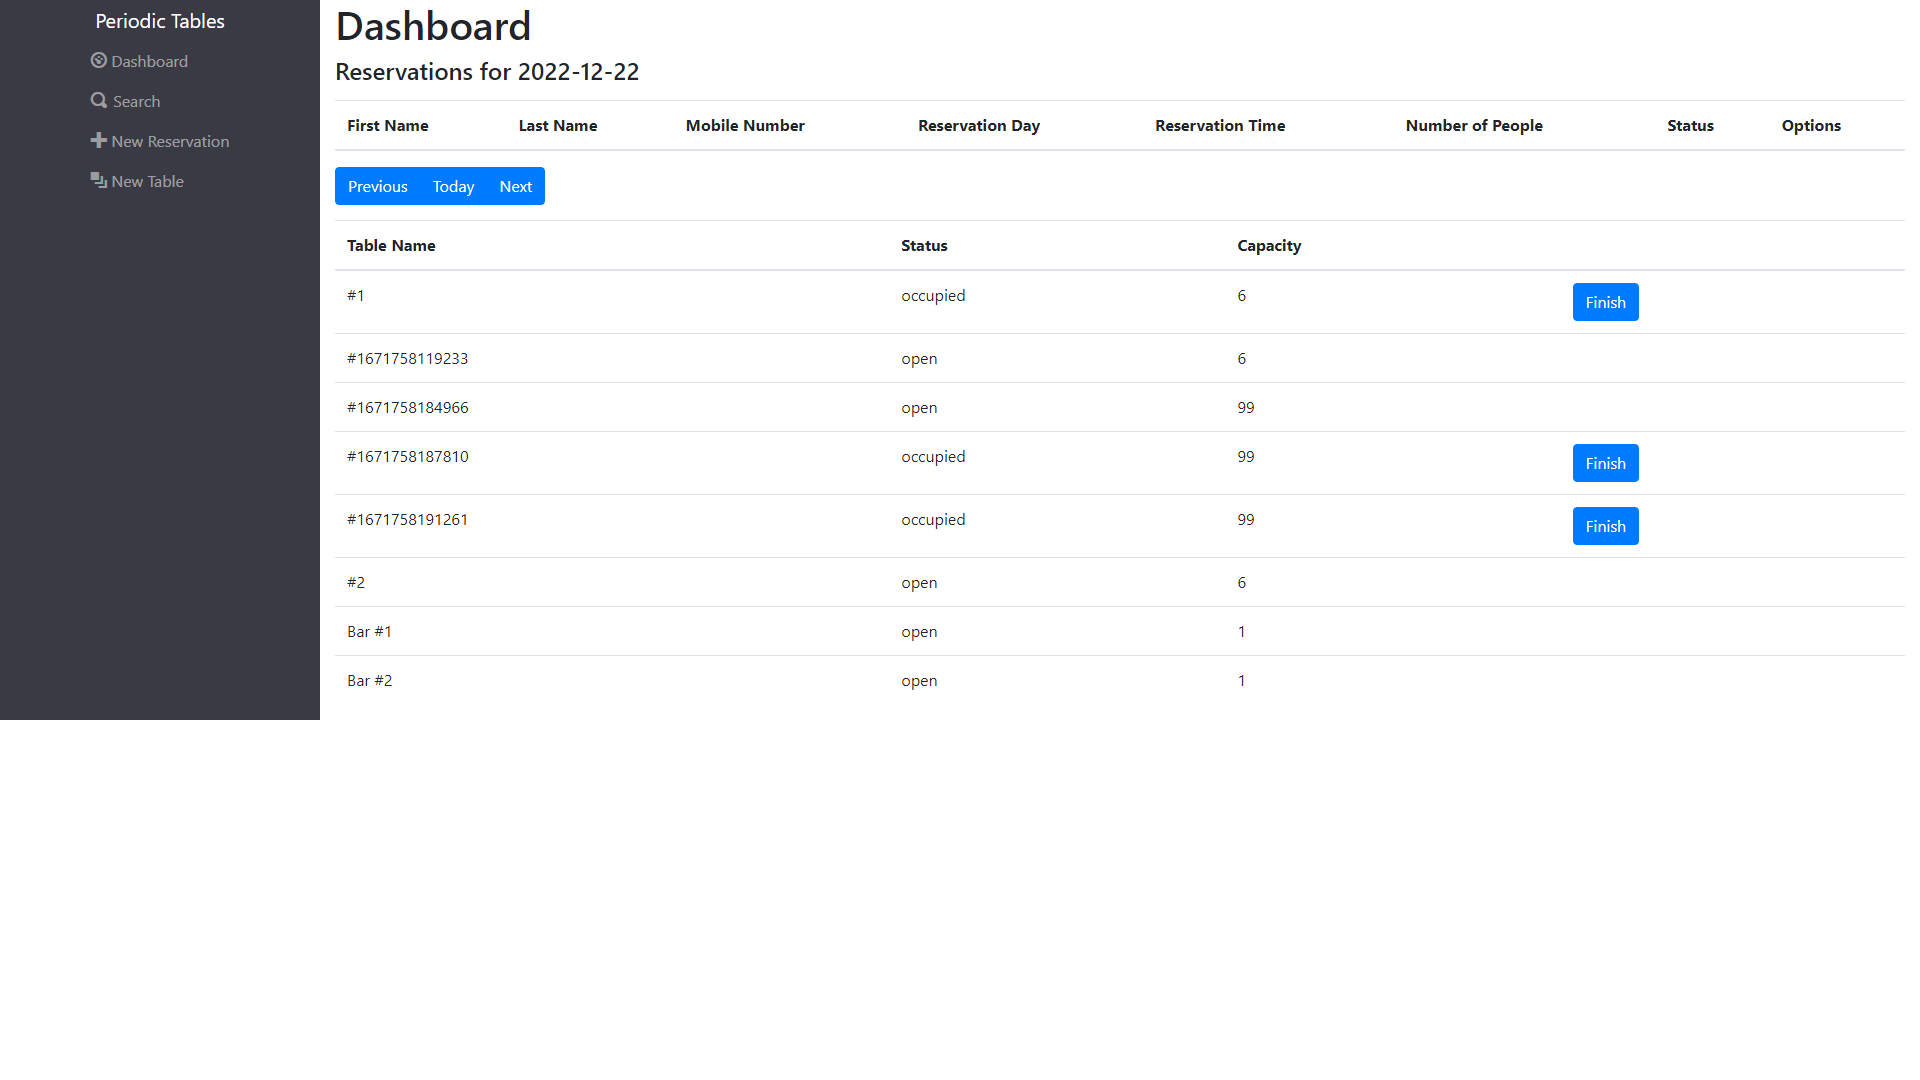 Periodic Tables
Dashboard
Search
New Reservation
New Table
Dashboard
Reservations for 2022-12-22
First Name Last Name Mobile Number Reservation Day Reservation Time Number of People Status Options
Previous Today Next
Table Name Status Capacity
#1 occupied 6 Finish
#1671758119233 open 6
#1671758184966 open 99
#1671758187810 occupied 99 Finish
#1671758191261 occupied 99 Finish
#2 open 6
Bar #1 open 1
Bar #2 open 1